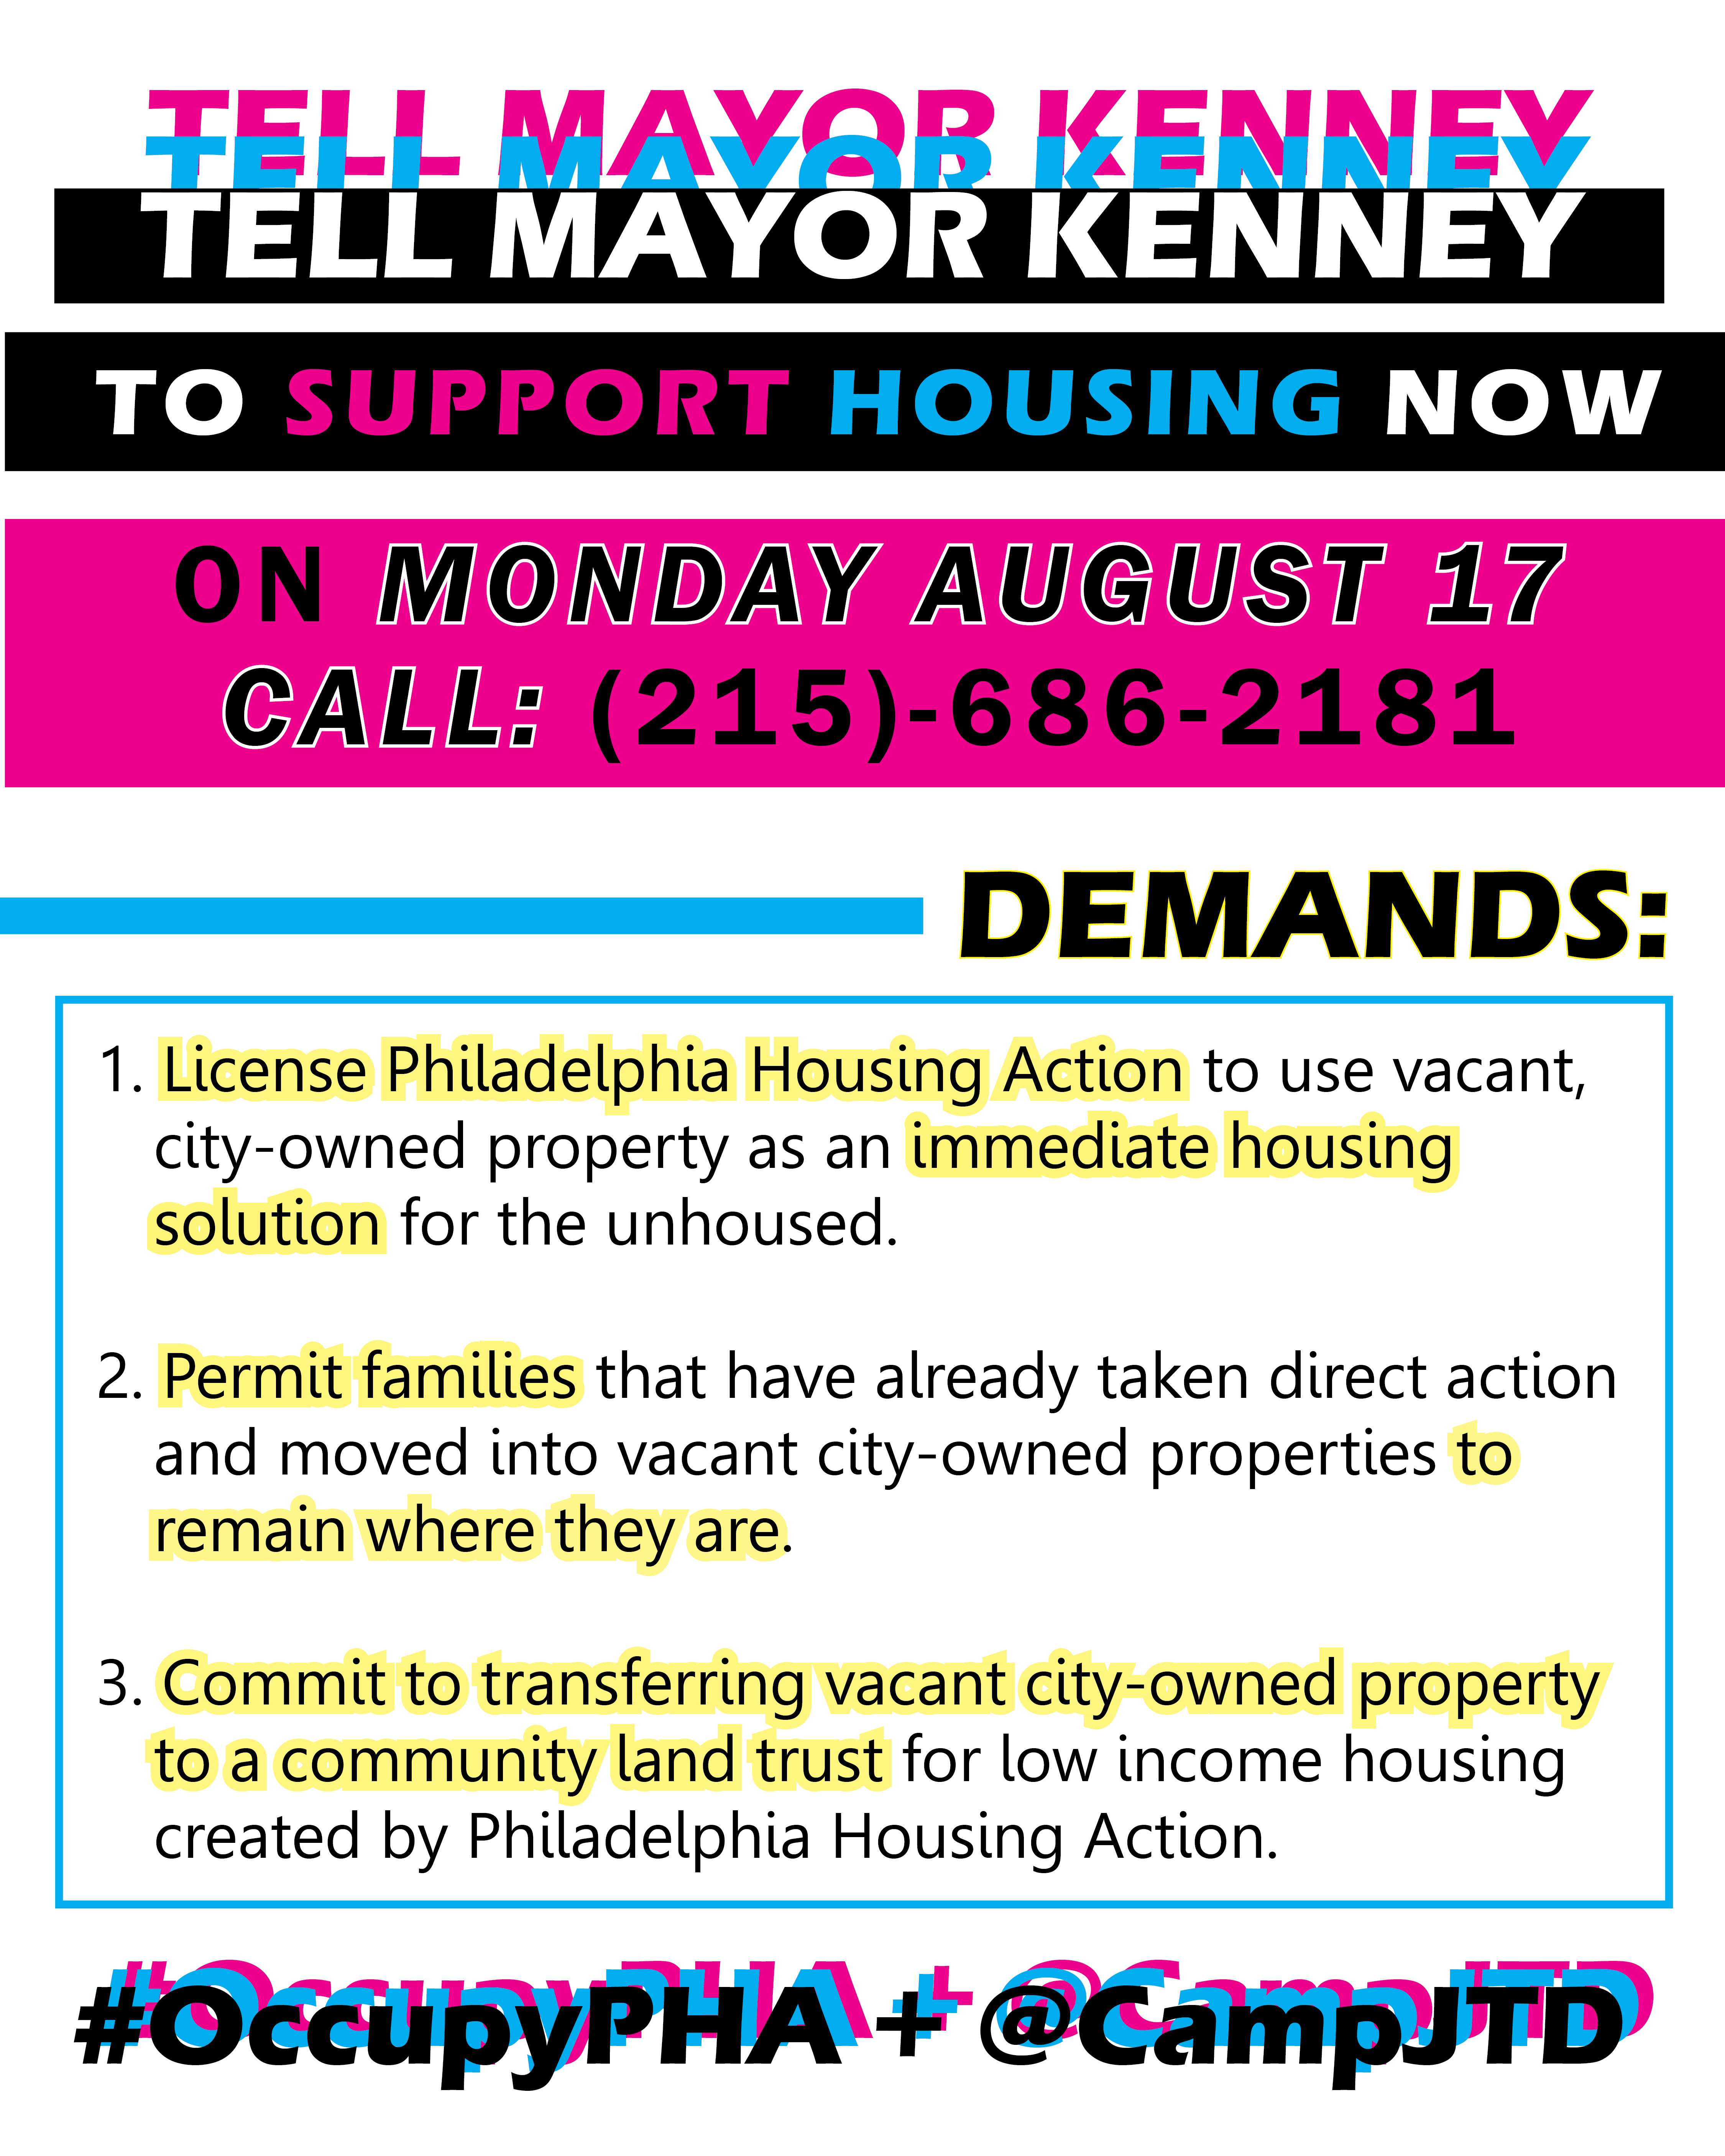 TELL MAYOR KENNEY
TELL MAYOR KENNEY
TELL MAYOR KENNEY
TO SUPPORT HOUSING NOW
ON MONDAY AUGUST 17
CALL: (215)-686-2181
DEMANDS:
1. License Philadelphia Housing Action to use vacant,
city-owned property as an immediate housing
solution for the unhoused.
2. Permit families that have already taken direct action
and moved into vacant city-owned properties to
remain where they are.
3. Commit to transferring vacant city-owned property
to a community land trust for low income housing
created by Philadelphia Housing Action.
#OccupyPHA + @CampJTD